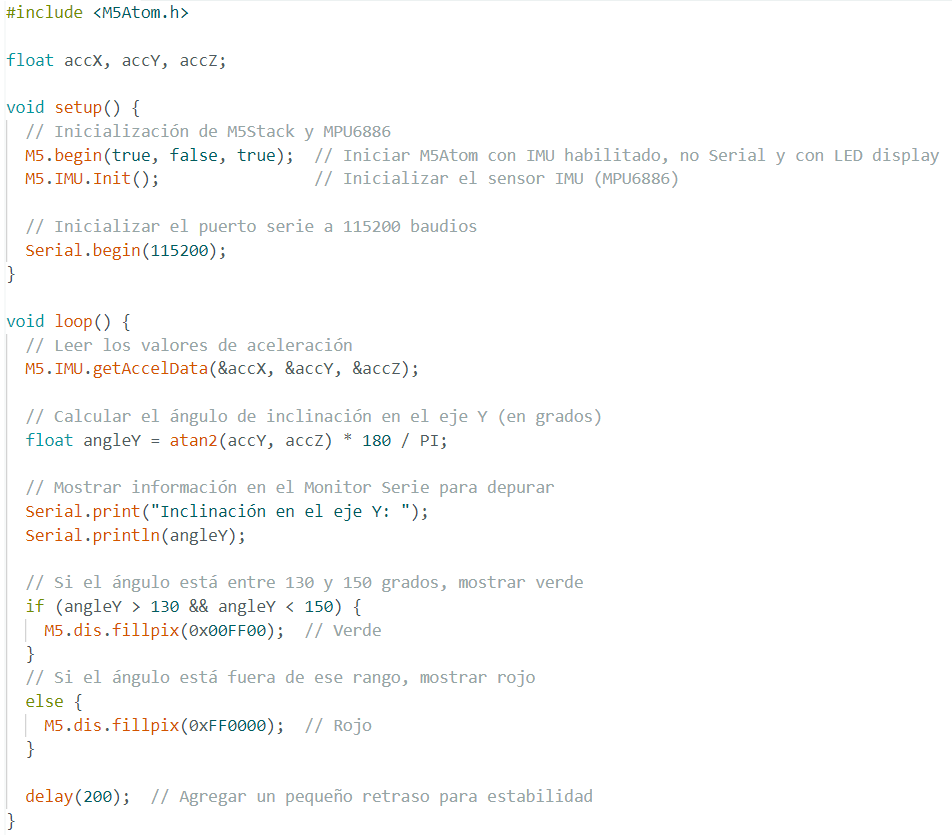 #include <M5Atom.h>

float accX, accY, accZ;

void setup() {
  // Inicialización de M5Stack y MPU6886
  M5.begin(true, false, true);  // Iniciar M5Atom con IMU habilitado, no Serial y con LED display
  M5.IMU.Init();                // Inicializar el sensor IMU (MPU6886)

  // Inicializar el puerto serie a 115200 baudios
  Serial.begin(115200);
}

void loop() {
  // Leer los valores de aceleración
  M5.IMU.getAccelData(&accX, &accY, &accZ);

  // Calcular el ángulo de inclinación en el eje Y (en grados)
  float angleY = atan2(accY, accZ) * 180 / PI;

  // Mostrar información en el Monitor Serie para depurar
  Serial.print("Inclinación en el eje Y: ");
  Serial.println(angleY);

  // Si el ángulo está entre 130 y 150 grados, mostrar verde
  if (angleY > 130 && angleY < 150) {
    M5.dis.fillpix(0x00FF00);  // Verde
  }
  // Si el ángulo está fuera de ese rango, mostrar rojo
  else {
    M5.dis.fillpix(0xFF0000);  // Rojo
  }

  delay(200);  // Agregar un pequeño retraso para estabilidad
}